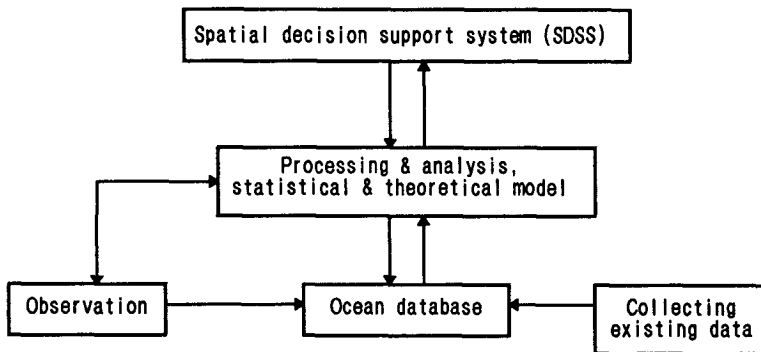 Spatial decision support system (SDSS)
Processing & analysis,
statistical & theoretical model
Observation
Ocean database
Collecting
existing data